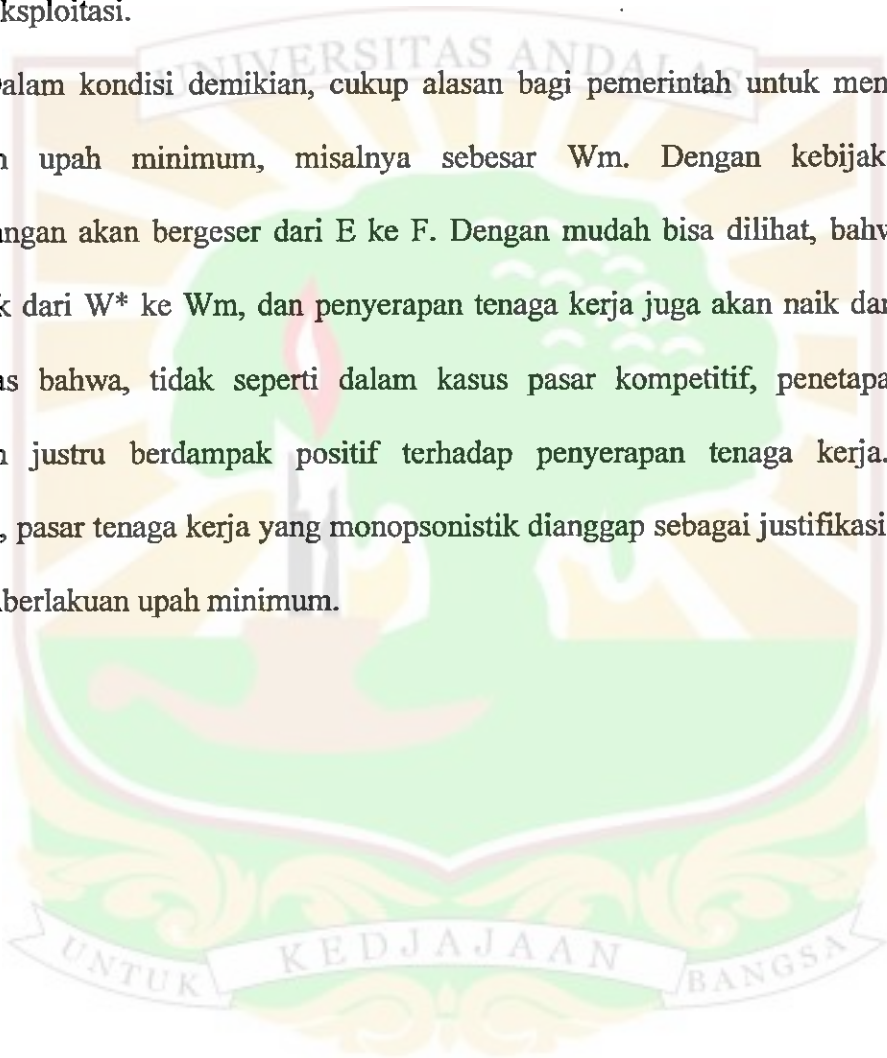 ksploitasi.
UNIVERSITAS ANDALAS
alam kondisi demikian, cukup alasan bagi pemerintah untuk men
upah minimum, misalnya sebesar Wm. Dengan kebijak
ngan akan bergeser dari E ke F. Dengan mudah bisa dilihat, bahw
k dari W* ke Wm, dan penyerapan tenaga kerja juga akan naik dar
as bahwa, tidak seperti dalam kasus pasar kompetitif, penetapa
justru berdampak positif terhadap penyerapan tenaga kerja.
, pasar tenaga kerja yang monopsonistik dianggap sebagai justifikasi
berlakuan upah minimum.
UNTUK KEDJAJAAN BANGSA